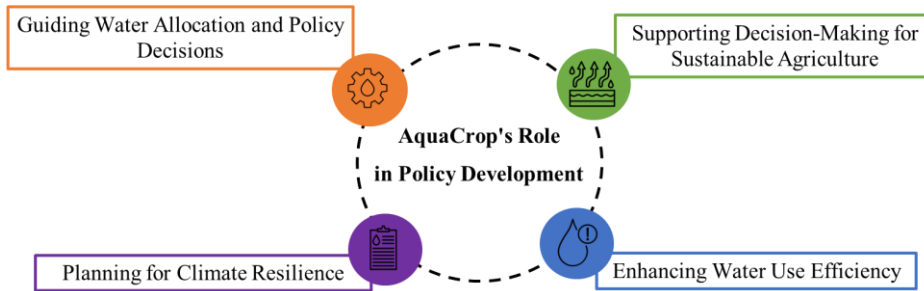 Guiding Water Allocation and Policy
Decisions
Supporting Decision-Making for
Sustainable Agriculture
AquaCrop's Role
in Policy Development
Planning for Climate Resilience
Enhancing Water Use Efficiency